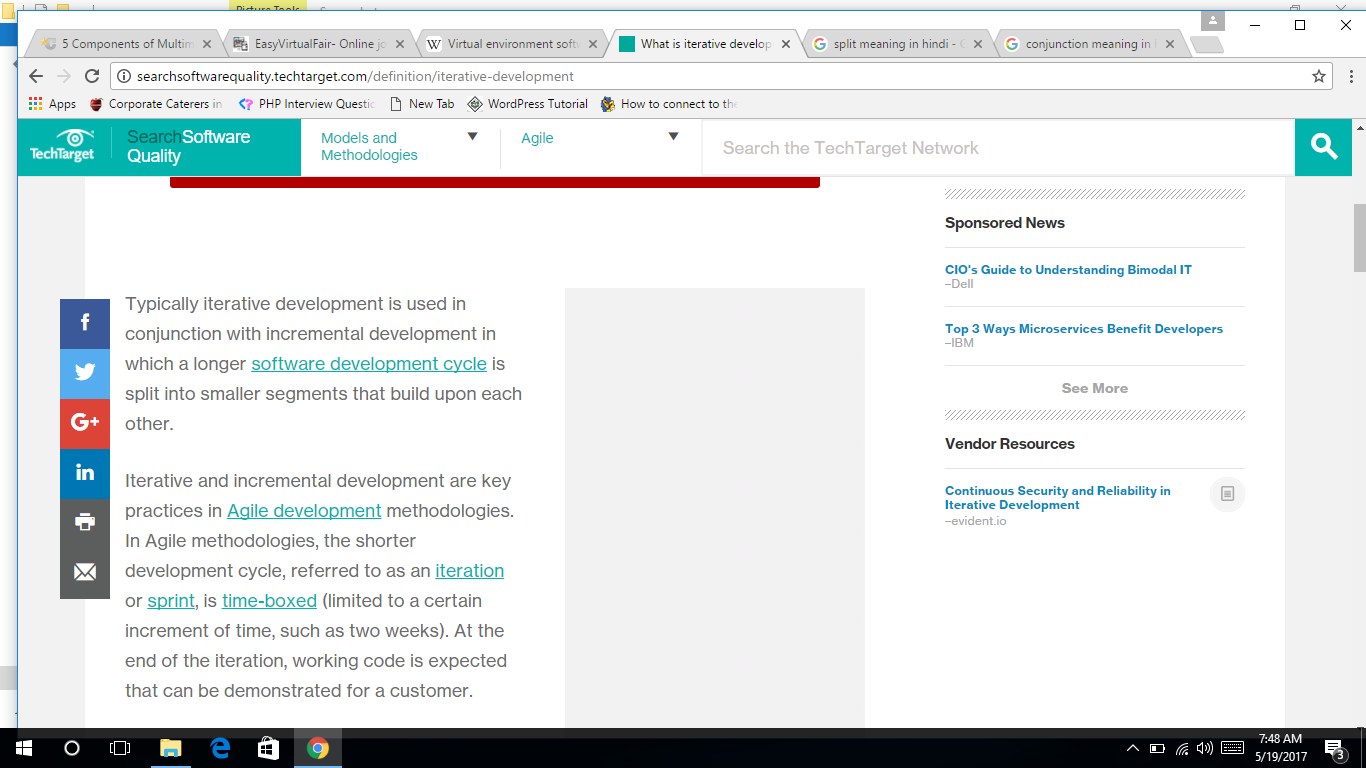 Picture Tools
5 Components of Multim
EasyVirtualFair- Online jo
Virtual environment soft
What is iterative develop
split meaning in hindi - G
conjunction meaning in
searchsoftwarequality.techtarget.com/definition/iterative-development
Apps
Corporate Caterers in
PHP Interview Questic
New Tab
WordPress Tutorial
How to connect to the
TechTarget
SearchSoftware
Quality
Models and
Methodologies
Agile
Search the TechTarget Network
Typically iterative development is used in
conjunction with incremental development in
which a longer software development cycle is
split into smaller segments that build upon each
other.
Iterative and incremental development are key
practices in Agile development methodologies.
In Agile methodologies, the shorter
development cycle, referred to as an iteration
or sprint, is time-boxed (limited to a certain
increment of time, such as two weeks). At the
end of the iteration, working code is expected
that can be demonstrated for a customer.
f
G+
in
Sponsored News
CIO's Guide to Understanding Bimodal IT
–Dell
Top 3 Ways Microservices Benefit Developers
–IBM
See More
Vendor Resources
Continuous Security and Reliability in
Iterative Development
–evident.io
7:48 AM
5/19/2017
3